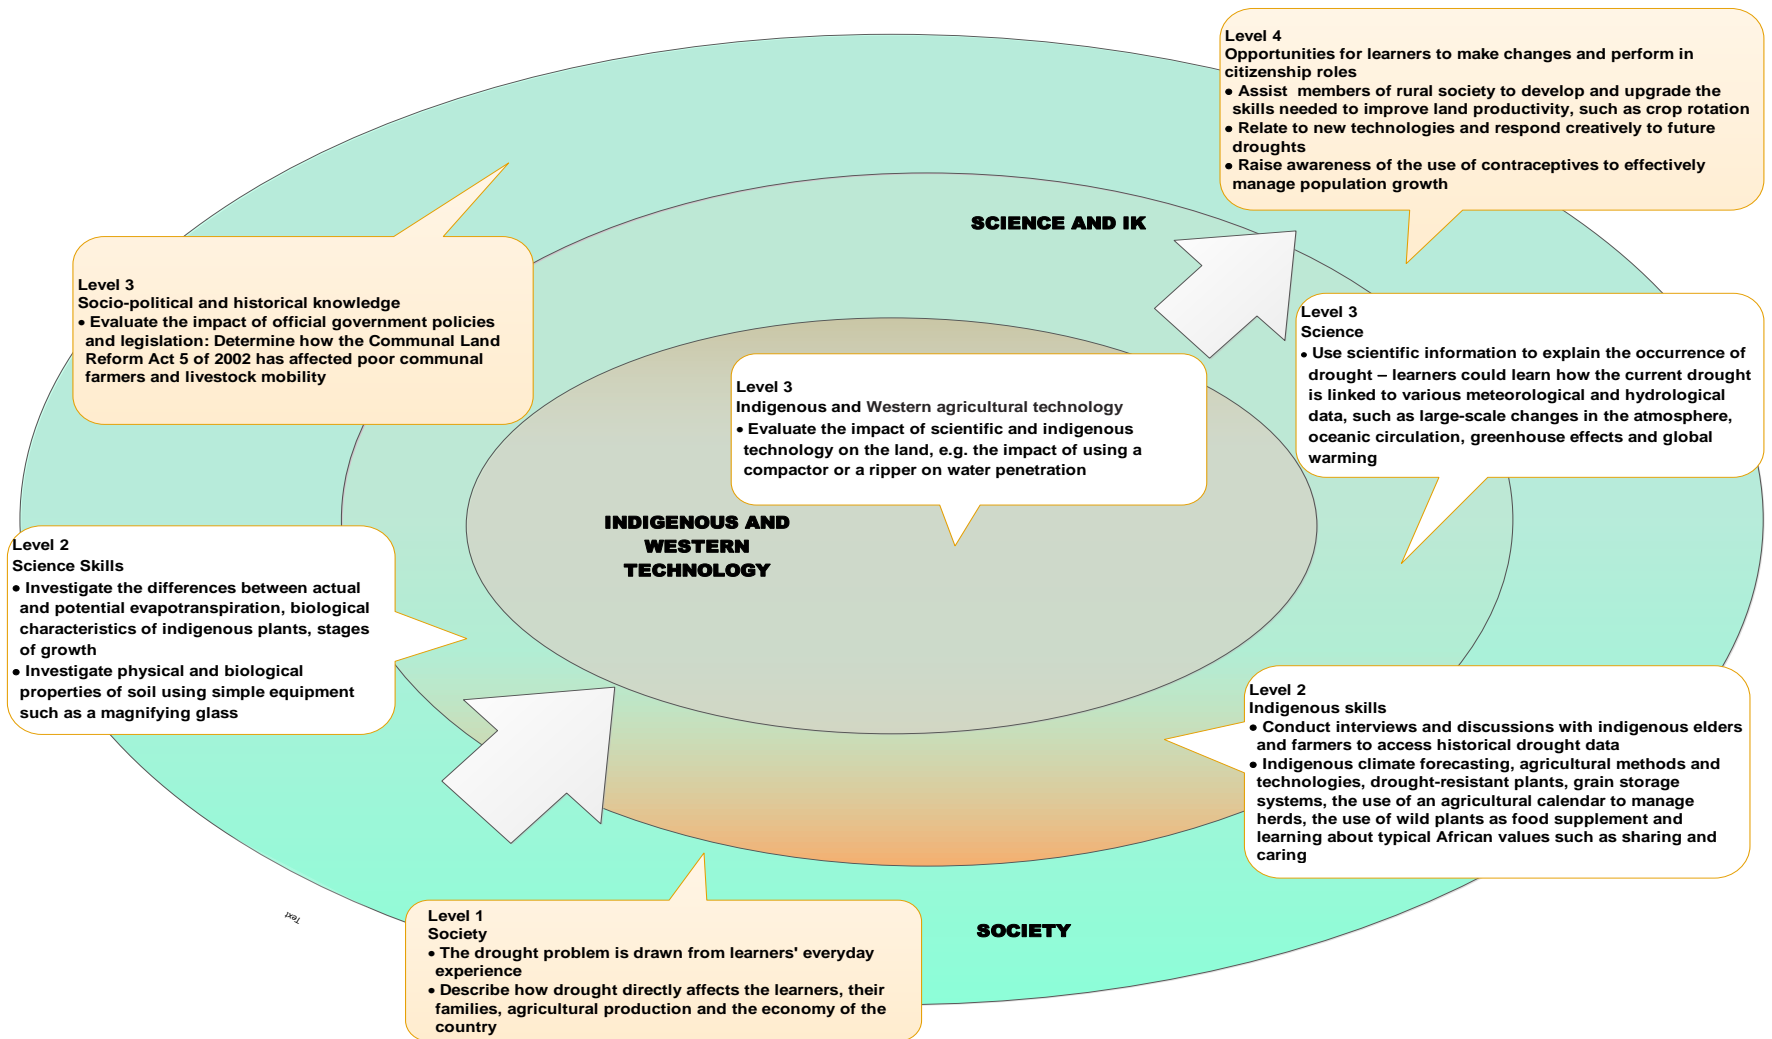 Level 4
Opportunities for learners to make changes and perform in
citizenship roles
• Assist members of rural society to develop and upgrade the
skills needed to improve land productivity, such as crop rotation
• Relate to new technologies and respond creatively to future
droughts
• Raise awareness of the use of contraceptives to effectively
manage population growth
SCIENCE AND IK
Level 3
Socio-political and historical knowledge
• Evaluate the impact of official government policies
and legislation: Determine how the Communal Land
Reform Act 5 of 2002 has affected poor communal
farmers and livestock mobility
Level 3
Science
• Use scientific information to explain the occurrence of
drought – learners could learn how the current drought
is linked to various meteorological and hydrological
data, such as large-scale changes in the atmosphere,
oceanic circulation, greenhouse effects and global
warming
Level 3
Indigenous and Western agricultural technology
• Evaluate the impact of scientific and indigenous
technology on the land, e.g. the impact of using a
compactor or a ripper on water penetration
INDIGENOUS AND
WESTERN
TECHNOLOGY
Level 2
Science Skills
• Investigate the differences between actual
and potential evapotranspiration, biological
characteristics of indigenous plants, stages
of growth
• Investigate physical and biological
properties of soil using simple equipment
such as a magnifying glass
Level 2
Indigenous skills
• Conduct interviews and discussions with indigenous elders
and farmers to access historical drought data
• Indigenous climate forecasting, agricultural methods and
technologies, drought-resistant plants, grain storage
systems, the use of an agricultural calendar to manage
herds, the use of wild plants as food supplement and
learning about typical African values such as sharing and
caring
Text
Level 1
Society
• The drought problem is drawn from learners' everyday
experience
• Describe how drought directly affects the learners, their
families, agricultural production and the economy of the
country
SOCIETY